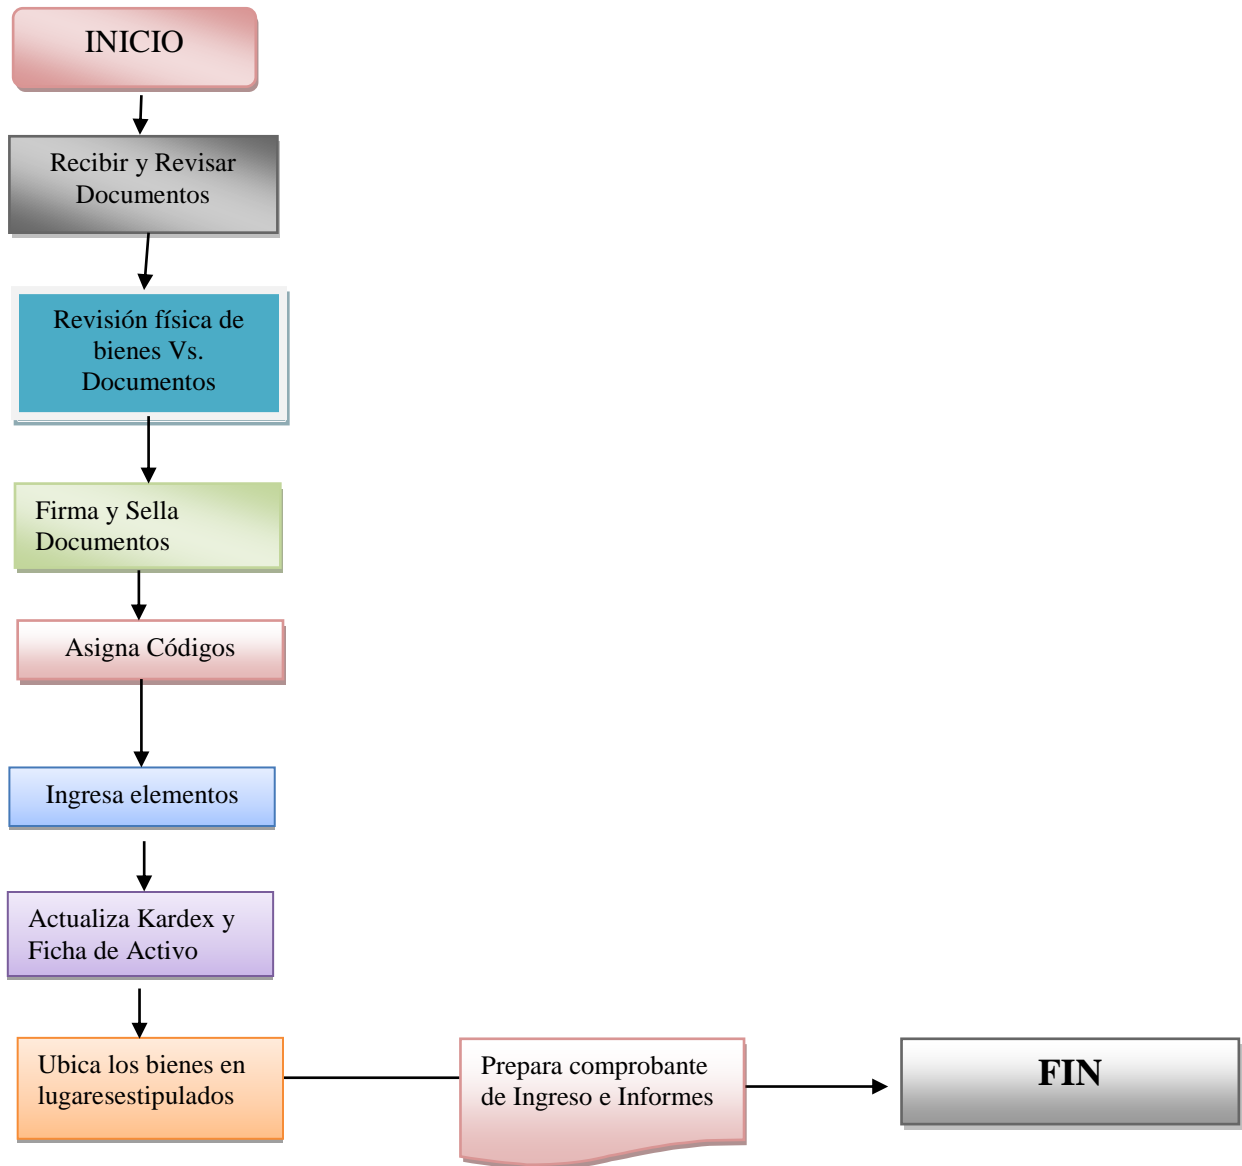 INICIO
Recibir y Revisar
Documentos
Revisión física de
bienes Vs.
Documentos
Firma y Sella
Documentos
Asigna Códigos
Ingresa elementos
Actualiza Kardex y
Ficha de Activo
Ubica los bienes en
lugaresestipulados
Prepara comprobante
de Ingreso e Informes
FIN